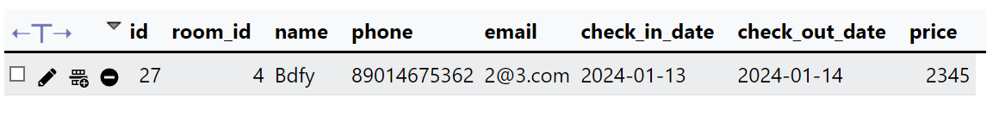 id room_id name phone email check_in_date check_out_date price
27 4 Bdfy 89014675362 2@3.com 2024-01-13 2024-01-14 2345